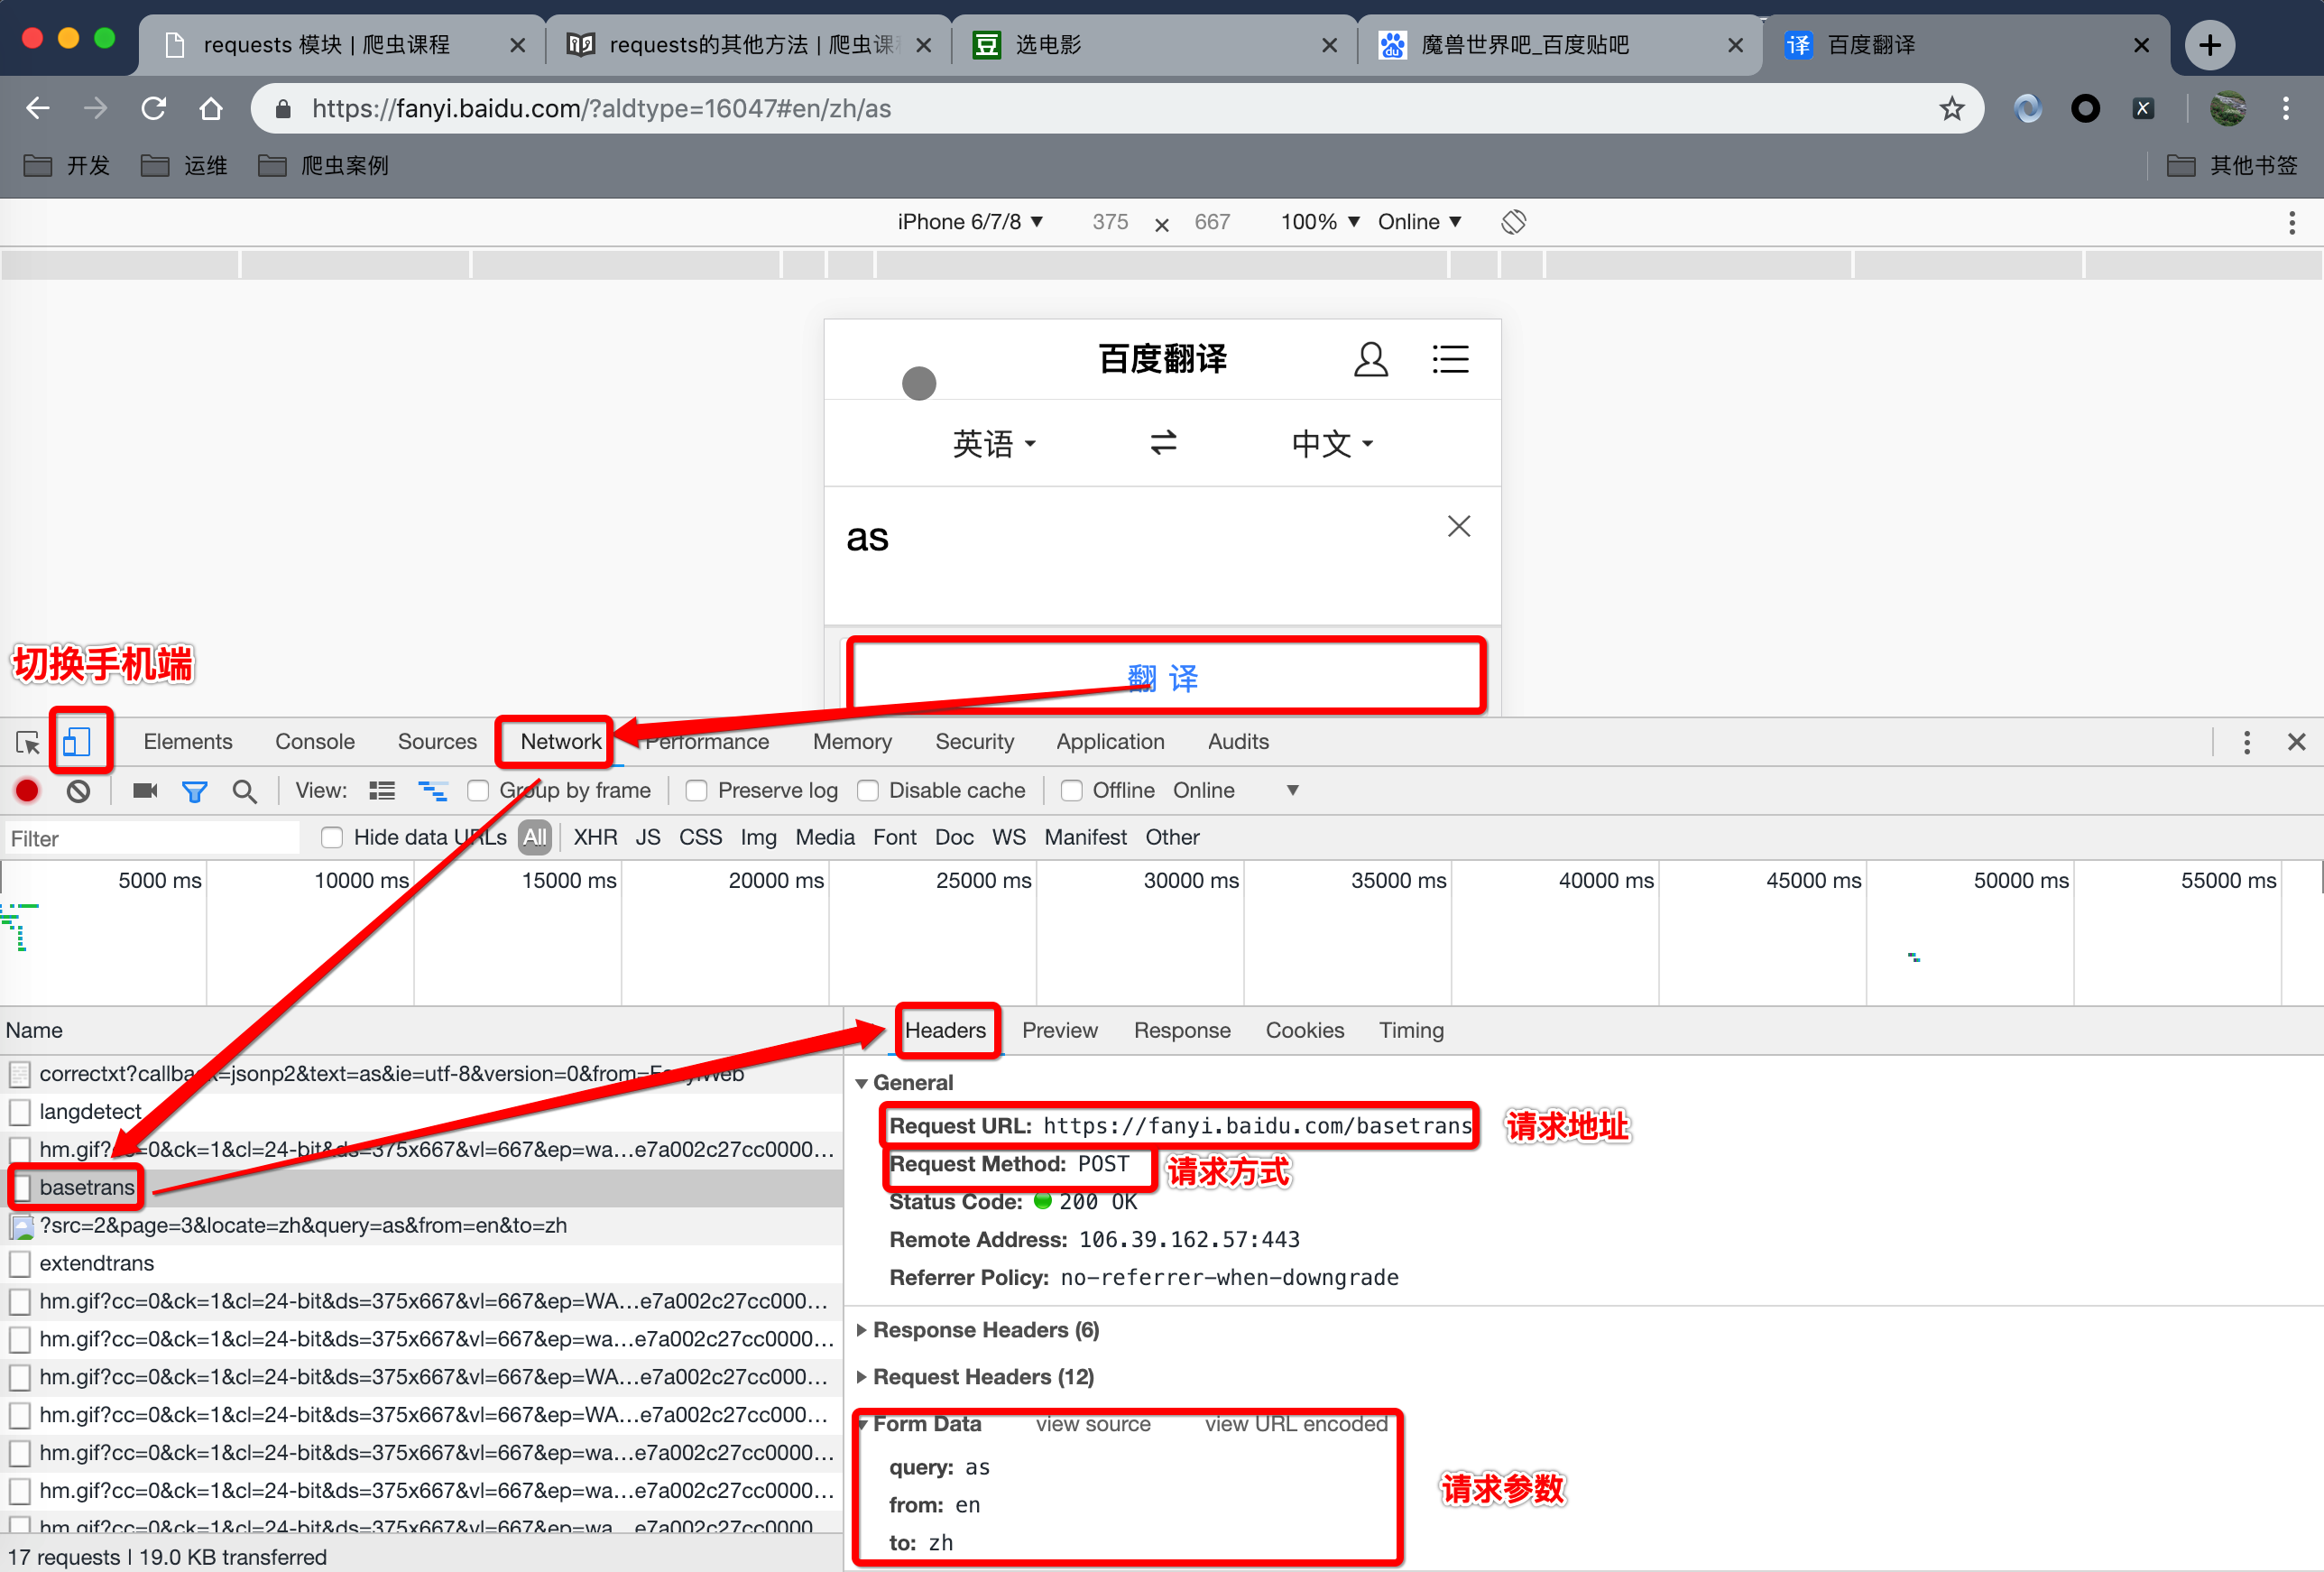 requests 模块 | 爬虫课程
requests的其他方法 | 爬虫课
选电影
魔兽世界吧_百度贴吧
译 百度翻译
https://fanyi.baidu.com/?aldtype=16047#en/zh/as
开发
运维
爬虫案例
其他书签
iPhone 6/7/8 375 × 667 100% Online
百度翻译
英语 中文
as
翻 译
切换手机端
Elements Console Sources Network Performance Memory Security Application Audits
View: Group by frame Preserve log Disable cache Offline Online
Filter Hide data URLs All XHR JS CSS Img Media Font Doc WS Manifest Other
5000 ms 10000 ms 15000 ms 20000 ms 25000 ms 30000 ms 35000 ms 40000 ms 45000 ms 50000 ms 55000 ms
Name
correctxt?callback=jsonp2&text=as&ie=utf-8&version=0&from=FanyiWeb
langdetect
hm.gif?cc=0&ck=1&cl=24-bit&ds=375x667&vl=667&ep=wa…e7a002c27cc0000…
basetrans
?src=2&page=3&locate=zh&query=as&from=en&to=zh
extendtrans
hm.gif?cc=0&ck=1&cl=24-bit&ds=375x667&vl=667&ep=WA…e7a002c27cc000…
hm.gif?cc=0&ck=1&cl=24-bit&ds=375x667&vl=667&ep=wa…e7a002c27cc0000…
hm.gif?cc=0&ck=1&cl=24-bit&ds=375x667&vl=667&ep=WA…e7a002c27cc000…
hm.gif?cc=0&ck=1&cl=24-bit&ds=375x667&vl=667&ep=WA…e7a002c27cc000…
hm.gif?cc=0&ck=1&cl=24-bit&ds=375x667&vl=667&ep=wa…e7a002c27cc0000…
hm.gif?cc=0&ck=1&cl=24-bit&ds=375x667&vl=667&ep=wa…e7a002c27cc0000…
hm.gif?cc=0&ck=1&cl=24-bit&ds=375x667&vl=667&ep=wa…e7a002c27cc0000
17 requests | 19.0 KB transferred
Headers Preview Response Cookies Timing
General
Request URL: https://fanyi.baidu.com/basetrans
请求地址
Request Method: POST
请求方式
Status Code: 200 OK
Remote Address: 106.39.162.57:443
Referrer Policy: no-referrer-when-downgrade
Response Headers (6)
Request Headers (12)
Form Data view source view URL encoded
query: as
from: en
to: zh
请求参数